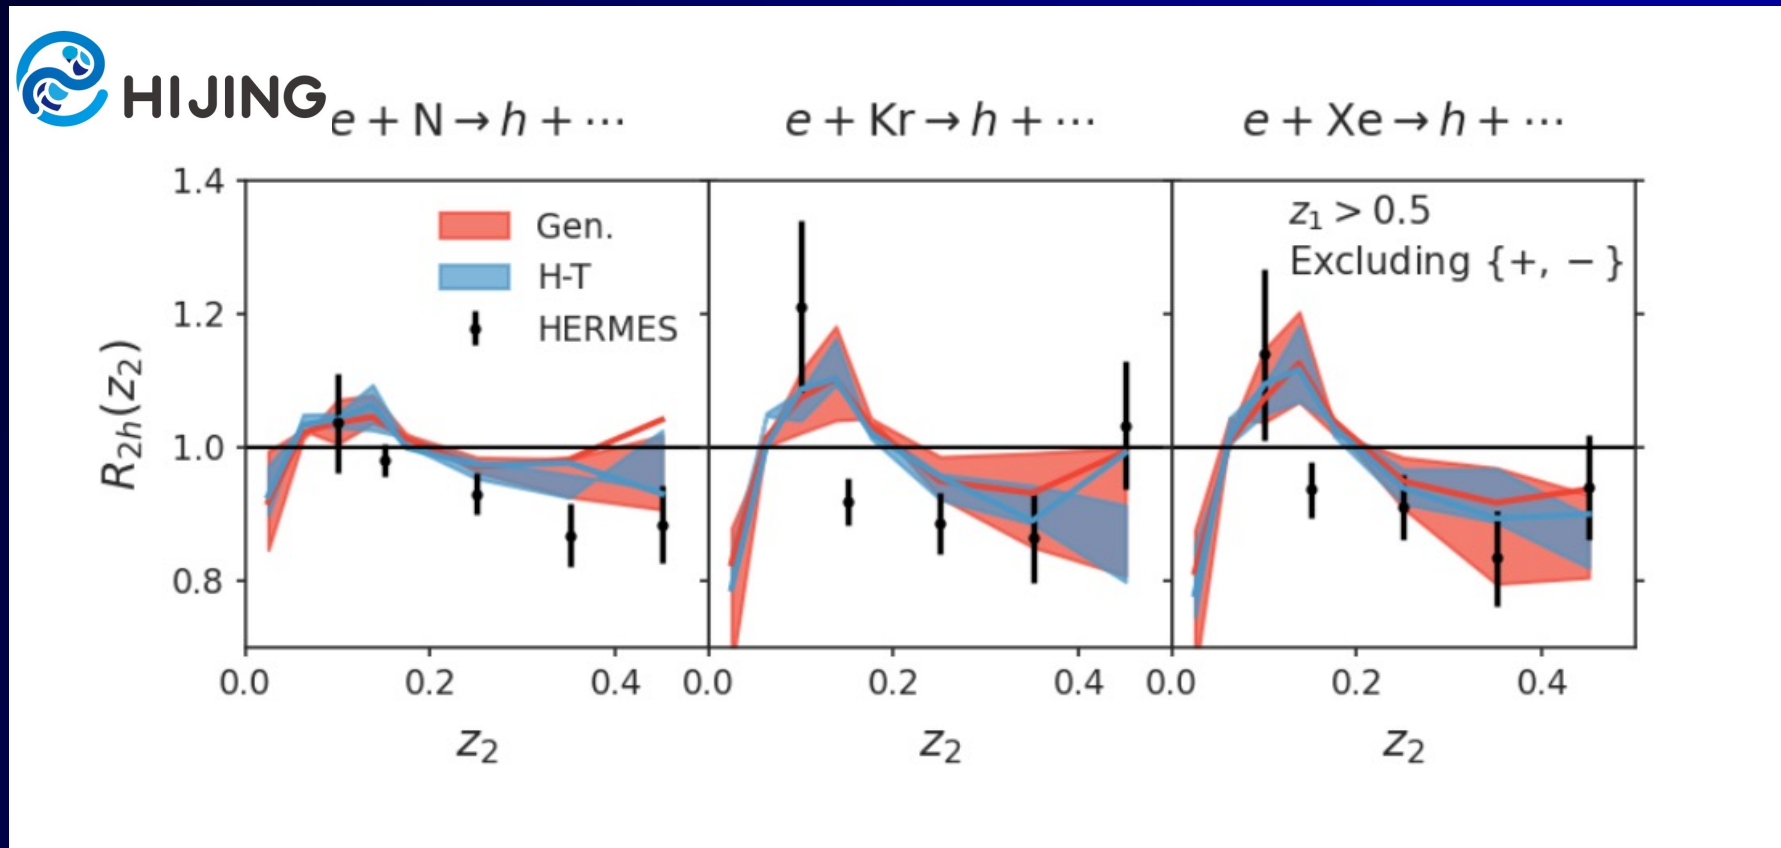 HIJING
e + N → h + ⋯
e + Kr → h + ⋯
e + Xe → h + ⋯
R₂ₕ(z₂)
1.4
1.2
1.0
0.8
Gen.
H-T
HERMES
z₁ > 0.5
Excluding {+, − }
0.0 0.2 0.4 0.0 0.2 0.4 0.0 0.2 0.4
z₂ z₂ z₂